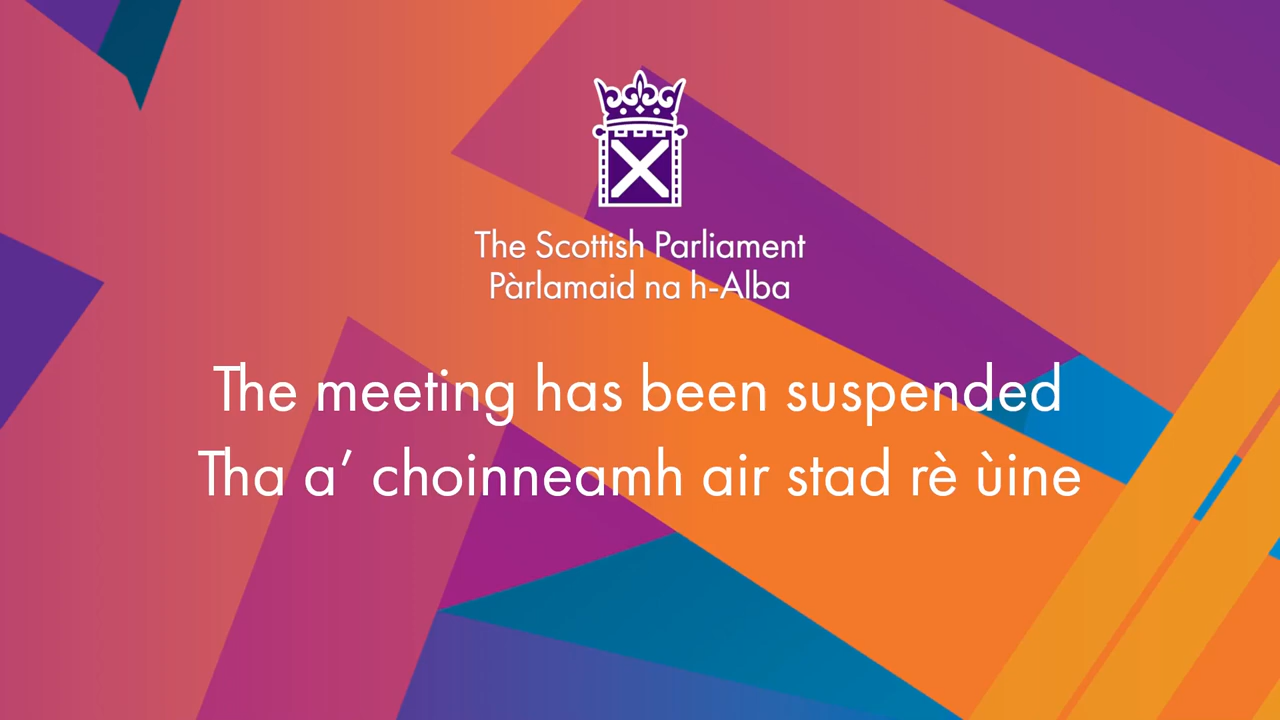 The Scottish Parliament
Pàrlamaid na h-Alba
The meeting has been suspended
Tha a’ choinneamh air stad rè ùine